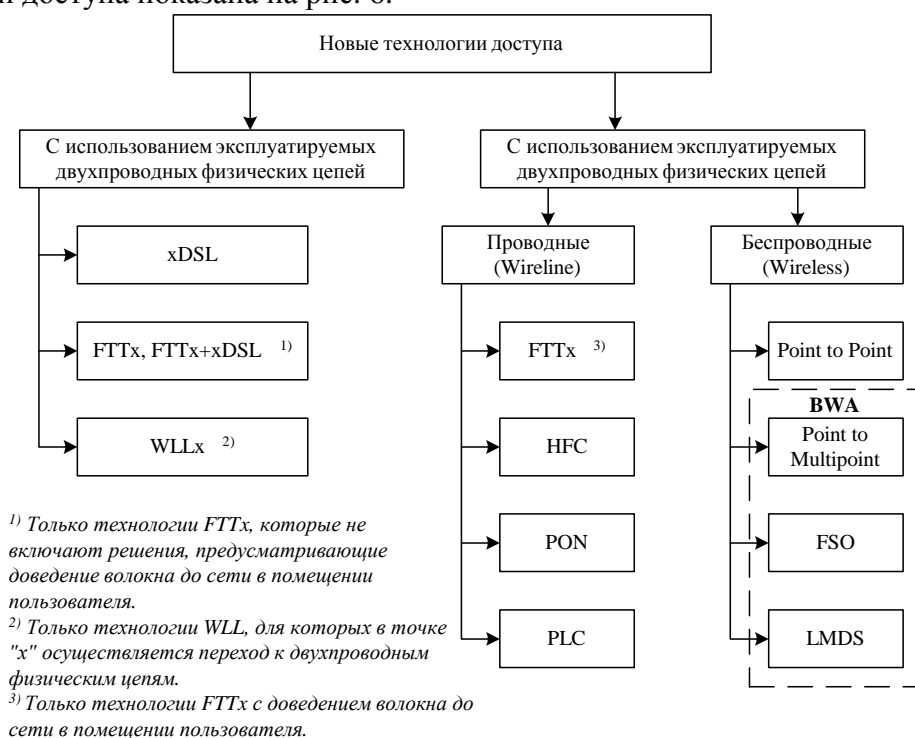 доступа показана на рис. 6.
Новые технологии доступа
С использованием эксплуатируемых
двухпроводных физических цепей
С использованием эксплуатируемых
двухпроводных физических цепей
xDSL
FTTx, FTTx+xDSL 1)
WLLx 2)
Проводные
(Wireline)
FTTx 3)
HFC
PON
PLC
Беспроводные
(Wireless)
Point to Point
BWA
Point to
Multipoint
FSO
LMDS
1) Только технологии FTTx, которые не
включают решения, предусматривающие
доведение волокна до сети в помещении
пользователя.
2) Только технологии WLL, для которых в точке
"x" осуществляется переход к двухпроводным
физическим цепям.
3) Только технологии FTTx с доведением волокна до
сети в помещении пользователя.